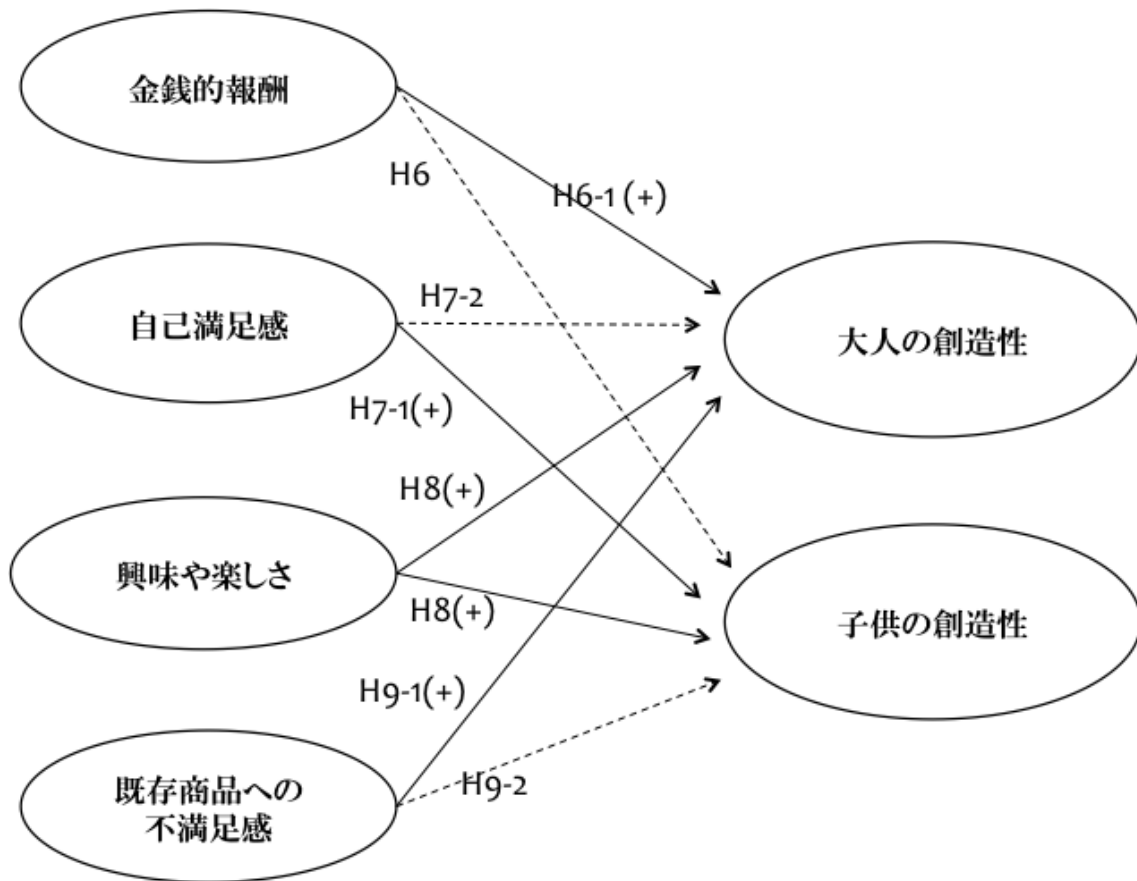 金銭的報酬
H6
H6-1 (+)
自己満足感
H7-2
大人の創造性
H7-1(+)
H8(+)
興味や楽しさ
H8(+)
子供の創造性
H9-1(+)
既存商品への
不満足感
H9-2